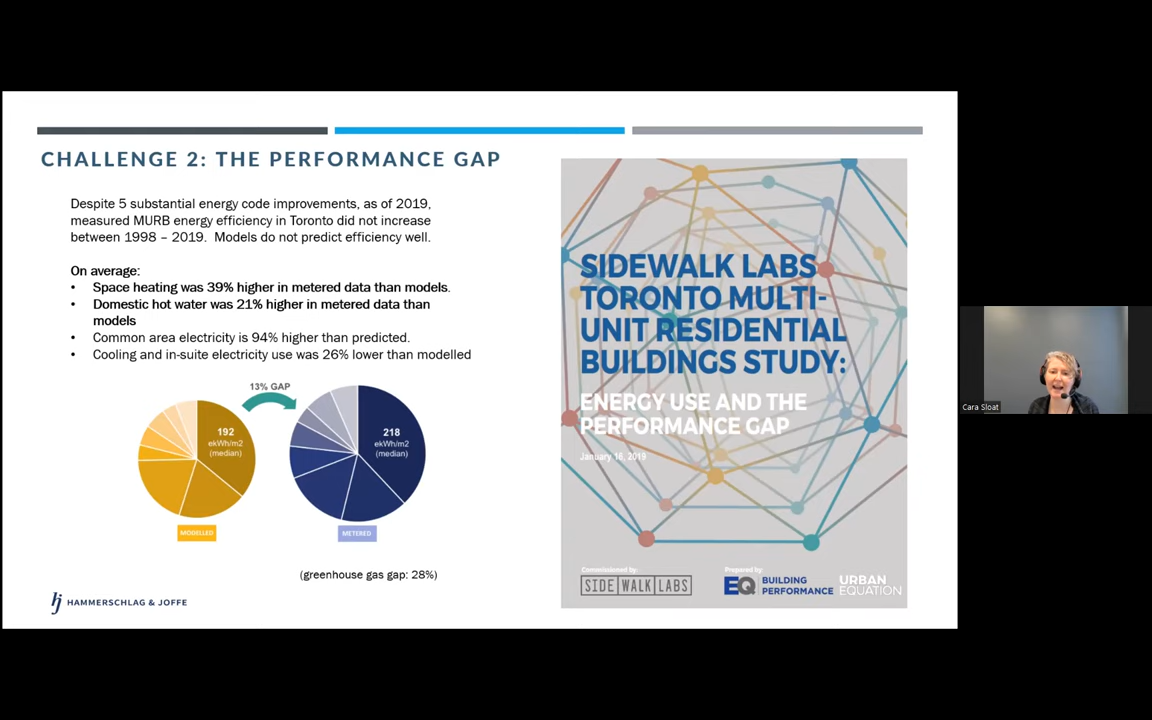 CHALLENGE 2: THE PERFORMANCE GAP
Despite 5 substantial energy code improvements, as of 2019,
measured MURB energy efficiency in Toronto did not increase
between 1998 – 2019.  Models do not predict efficiency well.
On average:
• Space heating was 39% higher in metered data than models.
• Domestic hot water was 21% higher in metered data than
models
• Common area electricity is 94% higher than predicted.
• Cooling and in-suite electricity use was 26% lower than modelled
13% GAP
192
ekWh/m2
(median)
218
ekWh/m2
(median)
MODELLED
METERED
(greenhouse gas gap: 28%)
hj HAMMERSCHLAG & JOFFE
SIDEWALK LABS
TORONTO MULTI-
UNIT RESIDENTIAL
BUILDINGS STUDY:
ENERGY USE AND THE
PERFORMANCE GAP
January 16, 2019
Commissioned by:
SIDE WALK LABS
Prepared by:
EQ BUILDING
PERFORMANCE
URBAN
EQUATION
Cara Sloat